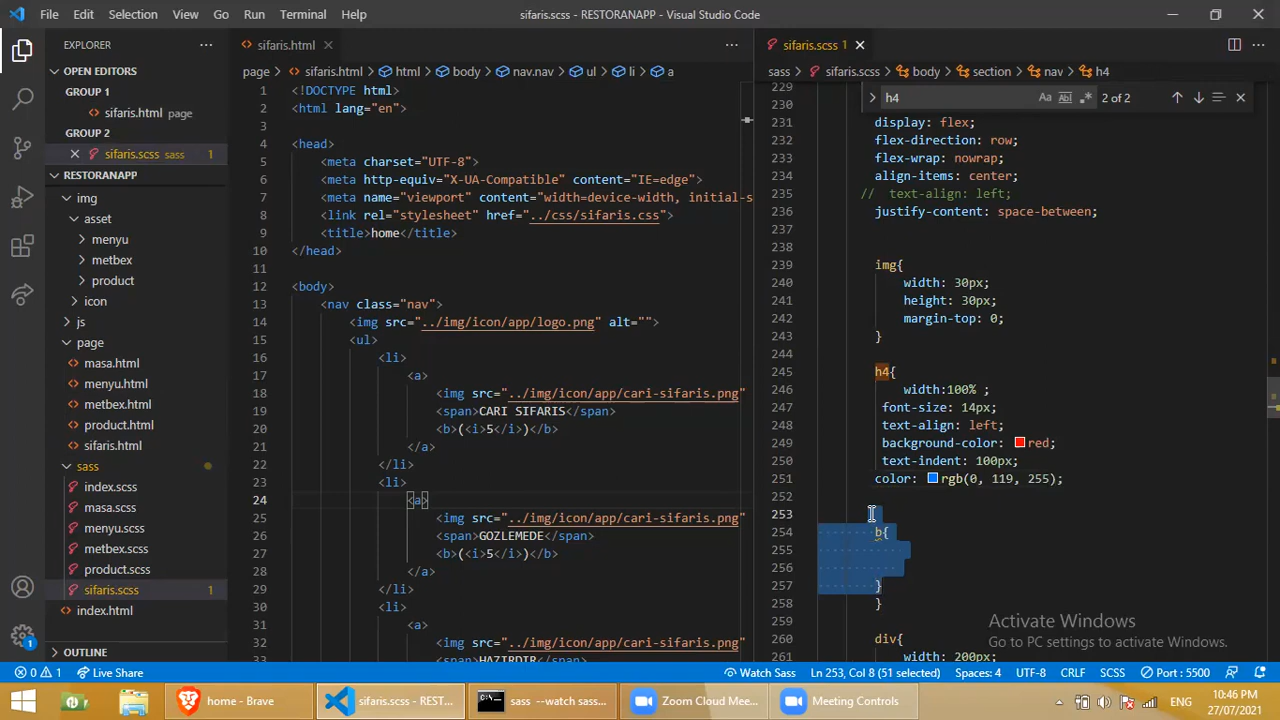 File Edit Selection View Go Run Terminal Help
sifaris.scss - RESTORANAPP - Visual Studio Code
EXPLORER
OPEN EDITORS
GROUP 1
sifaris.html page
GROUP 2
sifaris.scss sass 1
RESTORANAPP
img
asset
menyu
metbex
product
icon
js
page
masa.html
menyu.html
metbex.html
product.html
sifaris.html
sass
index.scss
masa.scss
menyu.scss
metbex.scss
product.scss
sifaris.scss 1
index.html
OUTLINE
sifaris.html
page > sifaris.html > html > body > nav.nav > ul > li > a
1 <!DOCTYPE html>
2 <html lang="en">
3
4 <head>
5 <meta charset="UTF-8">
6 <meta http-equiv="X-UA-Compatible" content="IE=edge">
7 <meta name="viewport" content="width=device-width, initial-s
8 <link rel="stylesheet" href="../css/sifaris.css">
9 <title>home</title>
10 </head>
11
12 <body>
13 <nav class="nav">
14 <img src="../img/icon/app/logo.png" alt="">
15 <ul>
16 <li>
17 <a>
18 <img src="../img/icon/app/cari-sifaris.png"
19 <span>CARI SIFARIS</span>
20 <b>(<i>5</i>)</b>
21 </a>
22 </li>
23 <li>
24 <a>
25 <img src="../img/icon/app/cari-sifaris.png"
26 <span>GOZLEMEDE</span>
27 <b>(<i>5</i>)</b>
28 </a>
29 </li>
30 <li>
31 <a>
32 <img src="../img/icon/app/cari-sifaris.png"
33 <span>HAZIRDIR</span>
sifaris.scss 1
sass > sifaris.scss > body > section > nav > h4
h4 Aa Ab 2 of 2
229
230
231 display: flex;
232 flex-direction: row;
233 flex-wrap: nowrap;
234 align-items: center;
235 // text-align: left;
236 justify-content: space-between;
237
238
239 img{
240 width: 30px;
241 height: 30px;
242 margin-top: 0;
243 }
244
245 h4{
246 width:100% ;
247 font-size: 14px;
248 text-align: left;
249 background-color: red;
250 text-indent: 100px;
251 color: rgb(0, 119, 255);
252
253
254 b{
255
256
257 }
258 }
259
260 div{
261 width: 200px;
Activate Windows
Go to PC settings to activate Windows.
0 1 Live Share
Watch Sass Ln 253, Col 8 (51 selected) Spaces: 4 UTF-8 CRLF SCSS Port : 5500
1
home - Brave
sifaris.scss - REST...
sass --watch sass...
Zoom Cloud Mee...
Meeting Controls
ENG
10:46 PM
27/07/2021